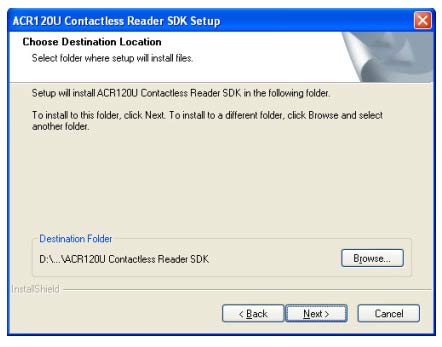 ACR120U Contactless Reader SDK Setup
Choose Destination Location
Select folder where setup will install files.
Setup will install ACR120U Contactless Reader SDK in the following folder.
To install to this folder, click Next. To install to a different folder, click Browse and select
another folder.
Destination Folder
D:\...\ACR120U Contactless Reader SDK
Browse...
InstallShield
< Back
Next >
Cancel